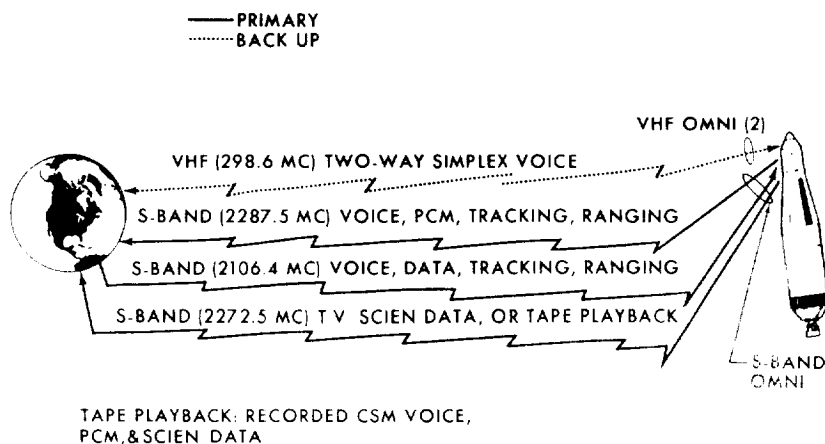 PRIMARY
BACK UP
VHF OMNI (2)
VHF (298.6 MC) TWO-WAY SIMPLEX VOICE
S-BAND (2287.5 MC) VOICE, PCM, TRACKING, RANGING
S-BAND (2106.4 MC) VOICE, DATA, TRACKING, RANGING
S-BAND (2272.5 MC) T V SCIEN DATA, OR TAPE PLAYBACK
S-BAND
OMNI
TAPE PLAYBACK: RECORDED CSM VOICE,
PCM,&SCIEN DATA